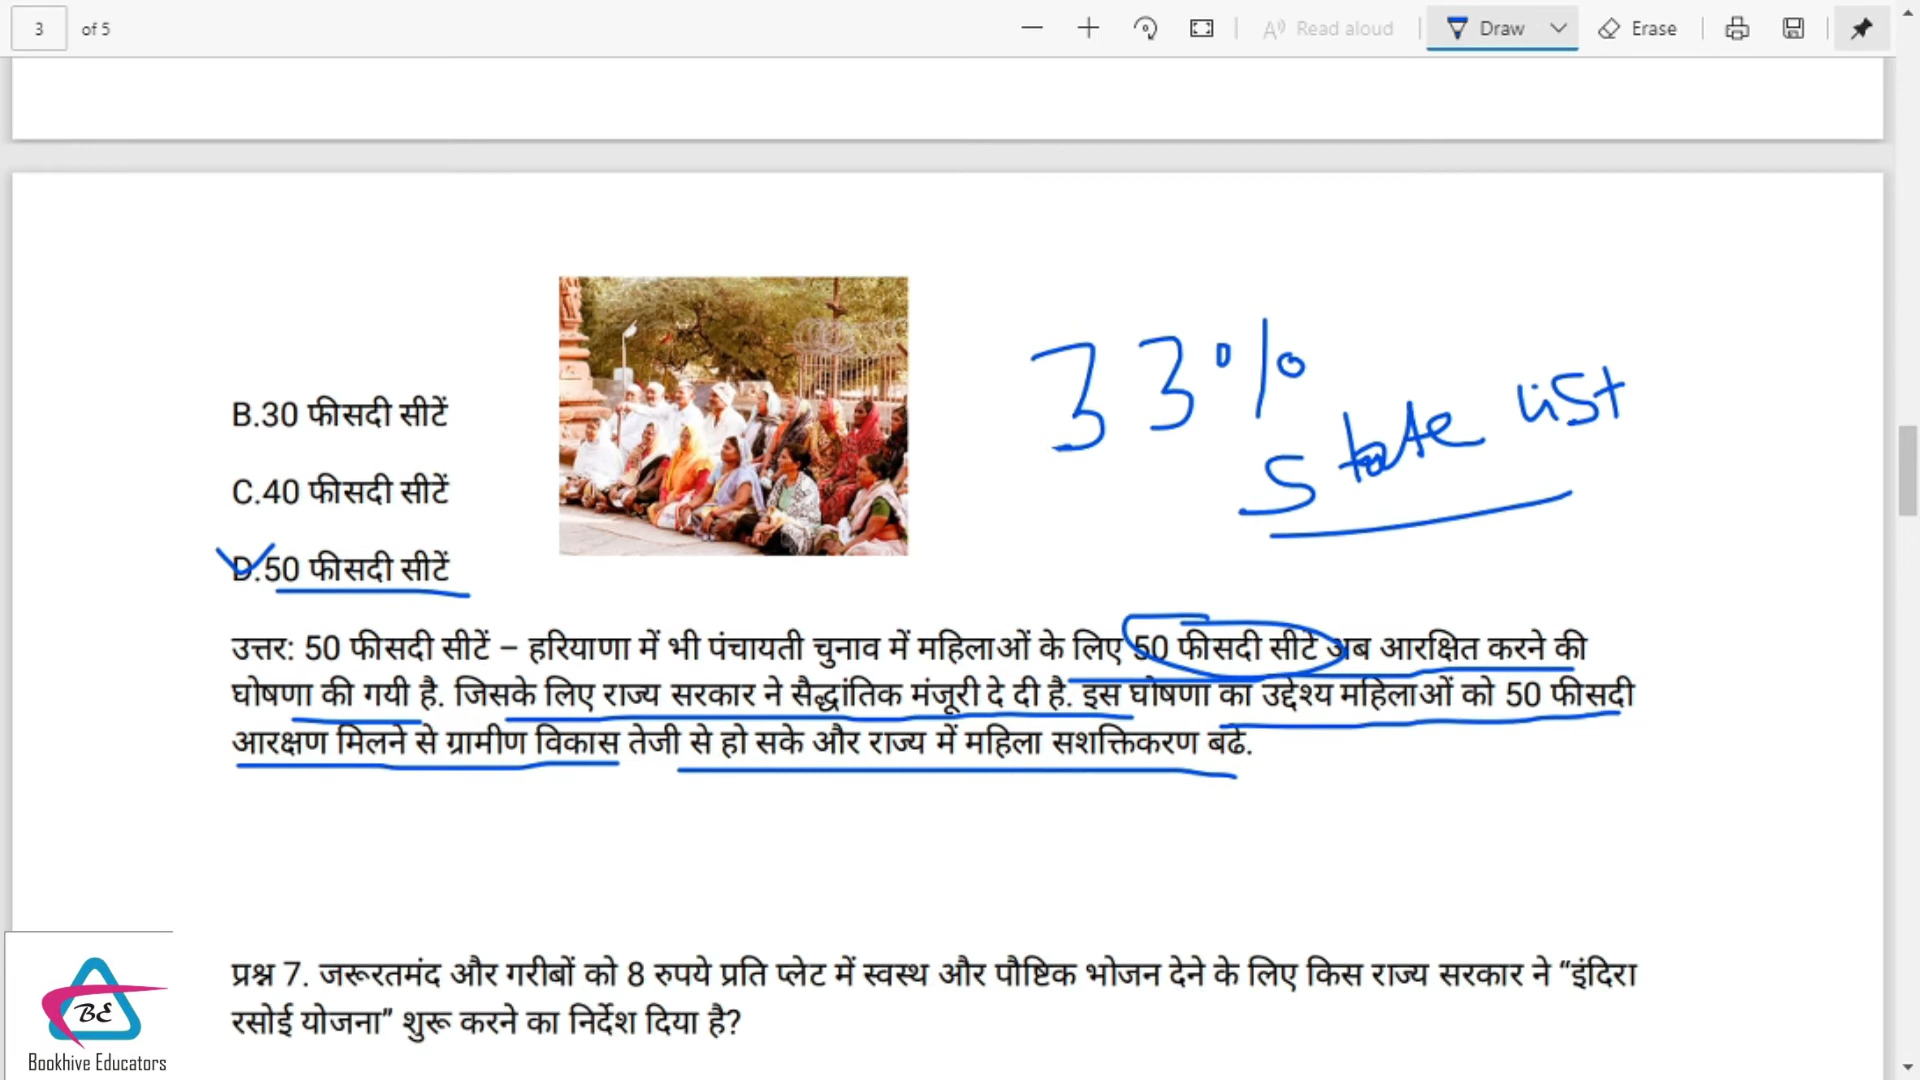 3 of 5
Read aloud
Draw
Erase
33%
state list
B.30 फीसदी सीटें
C.40 फीसदी सीटें
D.50 फीसदी सीटें
उत्तर: 50 फीसदी सीटें – हरियाणा में भी पंचायती चुनाव में महिलाओं के लिए 50 फीसदी सीटे अब आरक्षित करने की
घोषणा की गयी है. जिसके लिए राज्य सरकार ने सैद्धांतिक मंजूरी दे दी है. इस घोषणा का उद्देश्य महिलाओं को 50 फीसदी
आरक्षण मिलने से ग्रामीण विकास तेजी से हो सके और राज्य में महिला सशक्तिकरण बढे.
प्रश्न 7. जरूरतमंद और गरीबों को 8 रुपये प्रति प्लेट में स्वस्थ और पौष्टिक भोजन देने के लिए किस राज्य सरकार ने “इंदिरा
रसोई योजना” शुरू करने का निर्देश दिया है?
BE
Bookhive Educators